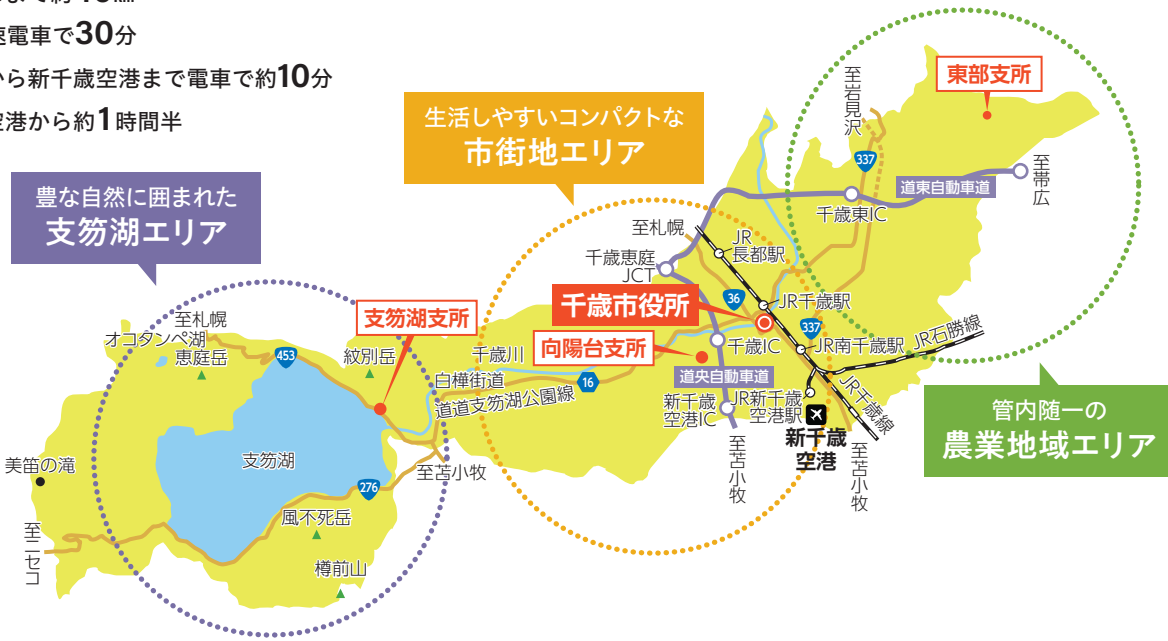 まで約
速電車で30分
から新千歳空港まで電車で約10分
空港から約1時間半
豊な自然に囲まれた
支笏湖エリア
生活しやすいコンパクトな
市街地エリア
管内随一の
農業地域エリア
東部支所
至岩見沢
337
道東自動車道
至帯広
千歳東IC
至札幌
JR
長都駅
千歳恵庭
JCT
36
千歳市役所
JR千歳駅
337
向陽台支所
千歳IC
JR南千歳駅
JR石勝線
道央自動車道
JR千歳線
新千歳
空港IC
JR新千歳
空港駅
新千歳
空港
至苫小牧
至苫小牧
支笏湖支所
至札幌
オコタンペ湖
恵庭岳
453
紋別岳
千歳川
白樺街道
16
道道支笏湖公園線
支笏湖
至苫小牧
美笛の滝
276
風不死岳
至ニセコ
樽前山